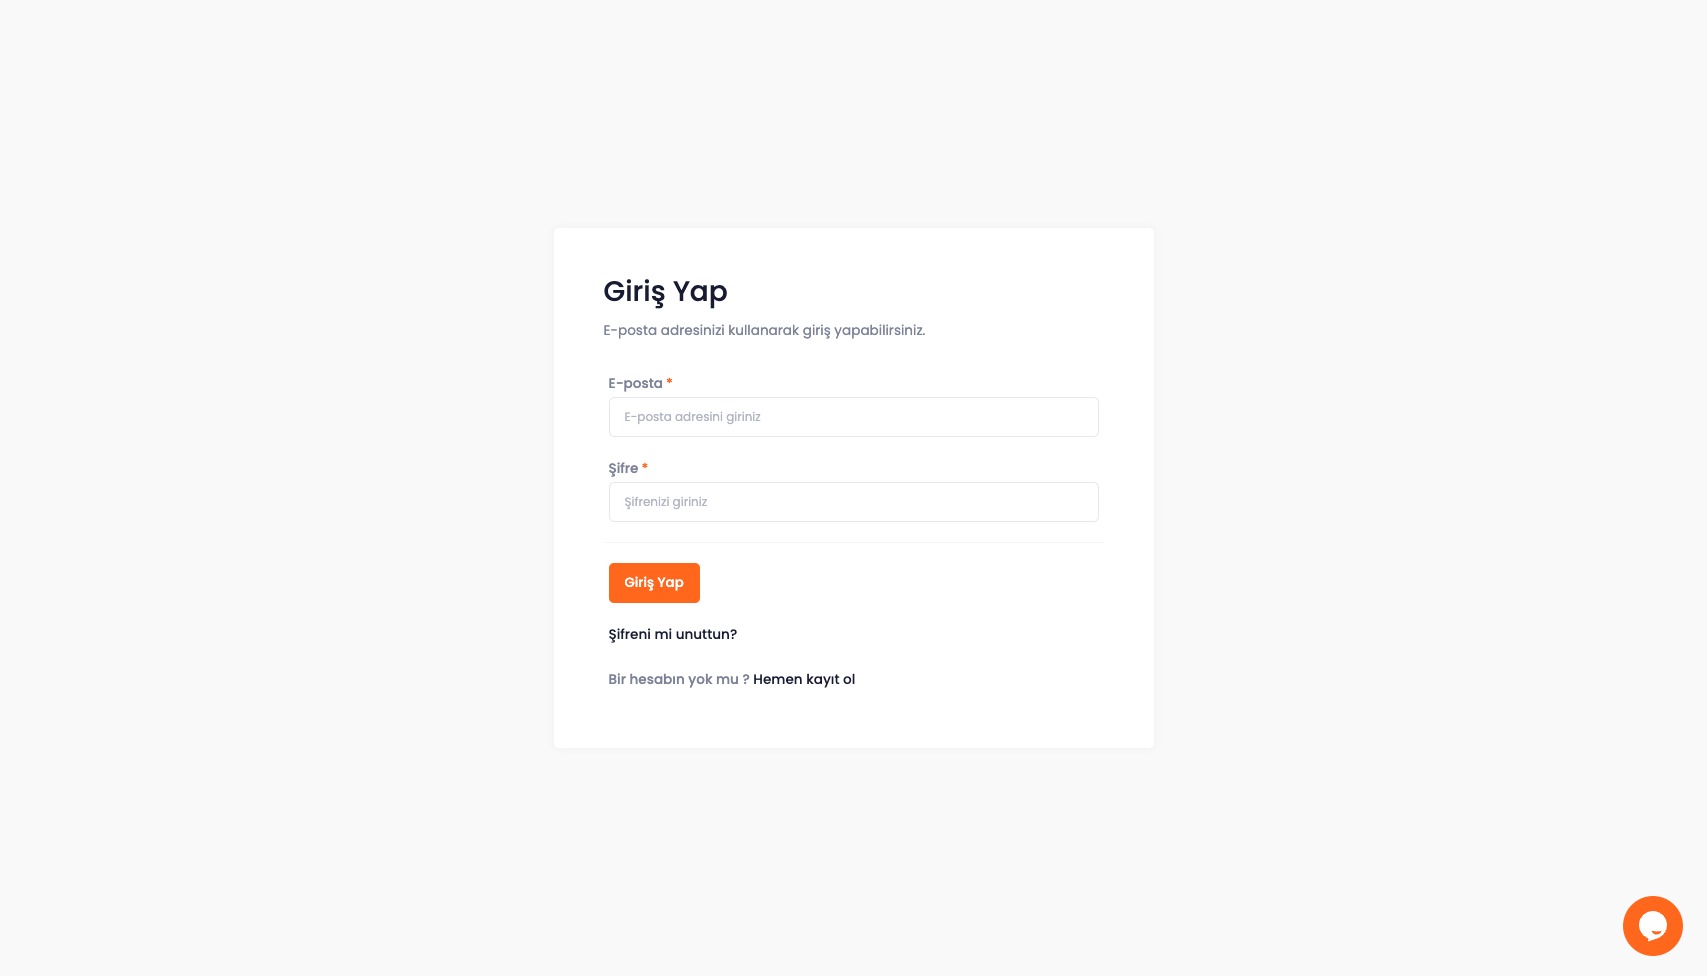 Giriş Yap
E-posta adresinizi kullanarak giriş yapabilirsiniz.
E-posta *
E-posta adresini giriniz
Şifre *
Şifrenizi giriniz
Giriş Yap
Şifreni mi unuttun?
Bir hesabın yok mu ? Hemen kayıt ol